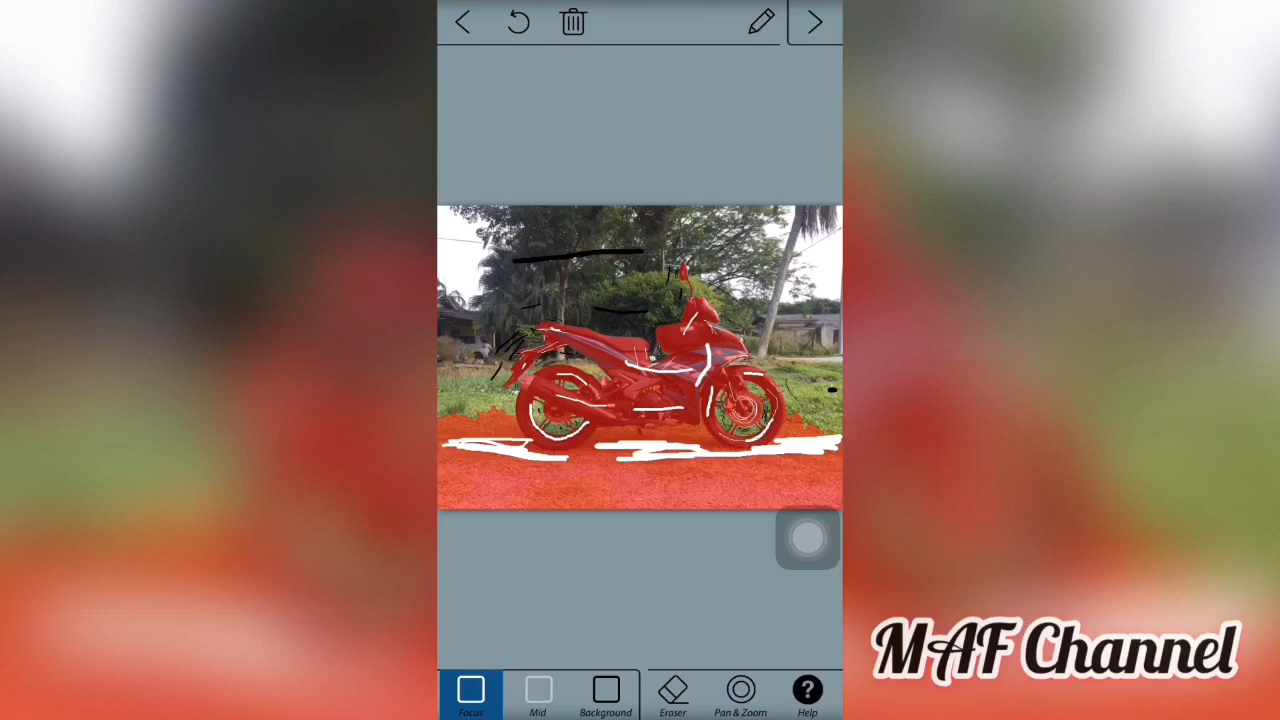 Focus
Mid
Background
Eraser
Pan & Zoom
?
Help
MAF Channel